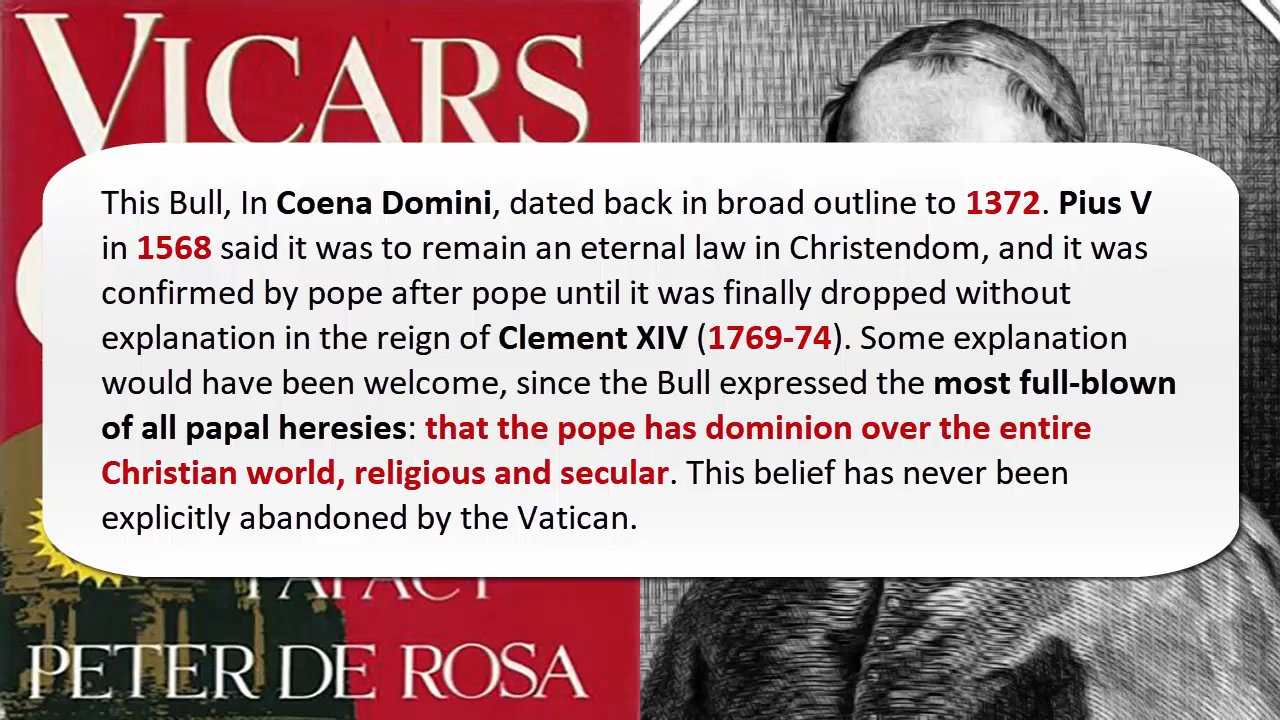 VICARS
This Bull, In Coena Domini, dated back in broad outline to 1372. Pius V
in 1568 said it was to remain an eternal law in Christendom, and it was
confirmed by pope after pope until it was finally dropped without
explanation in the reign of Clement XIV (1769-74). Some explanation
would have been welcome, since the Bull expressed the most full-blown
of all papal heresies: that the pope has dominion over the entire
Christian world, religious and secular. This belief has never been
explicitly abandoned by the Vatican.
PAPACY
PETER DE ROSA